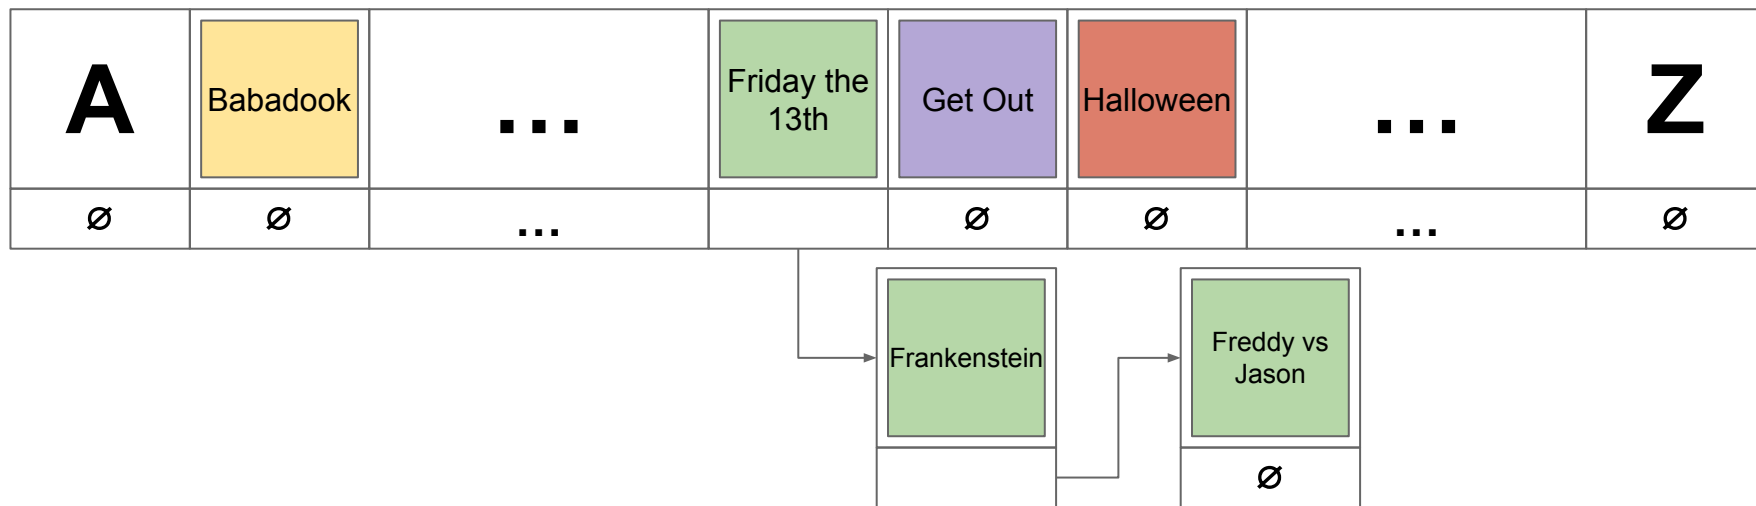 A
Babadook
...
Friday the
13th
Get Out
Halloween
...
Z
∅
∅
...
∅
∅
...
∅
Frankenstein
Freddy vs
Jason
∅